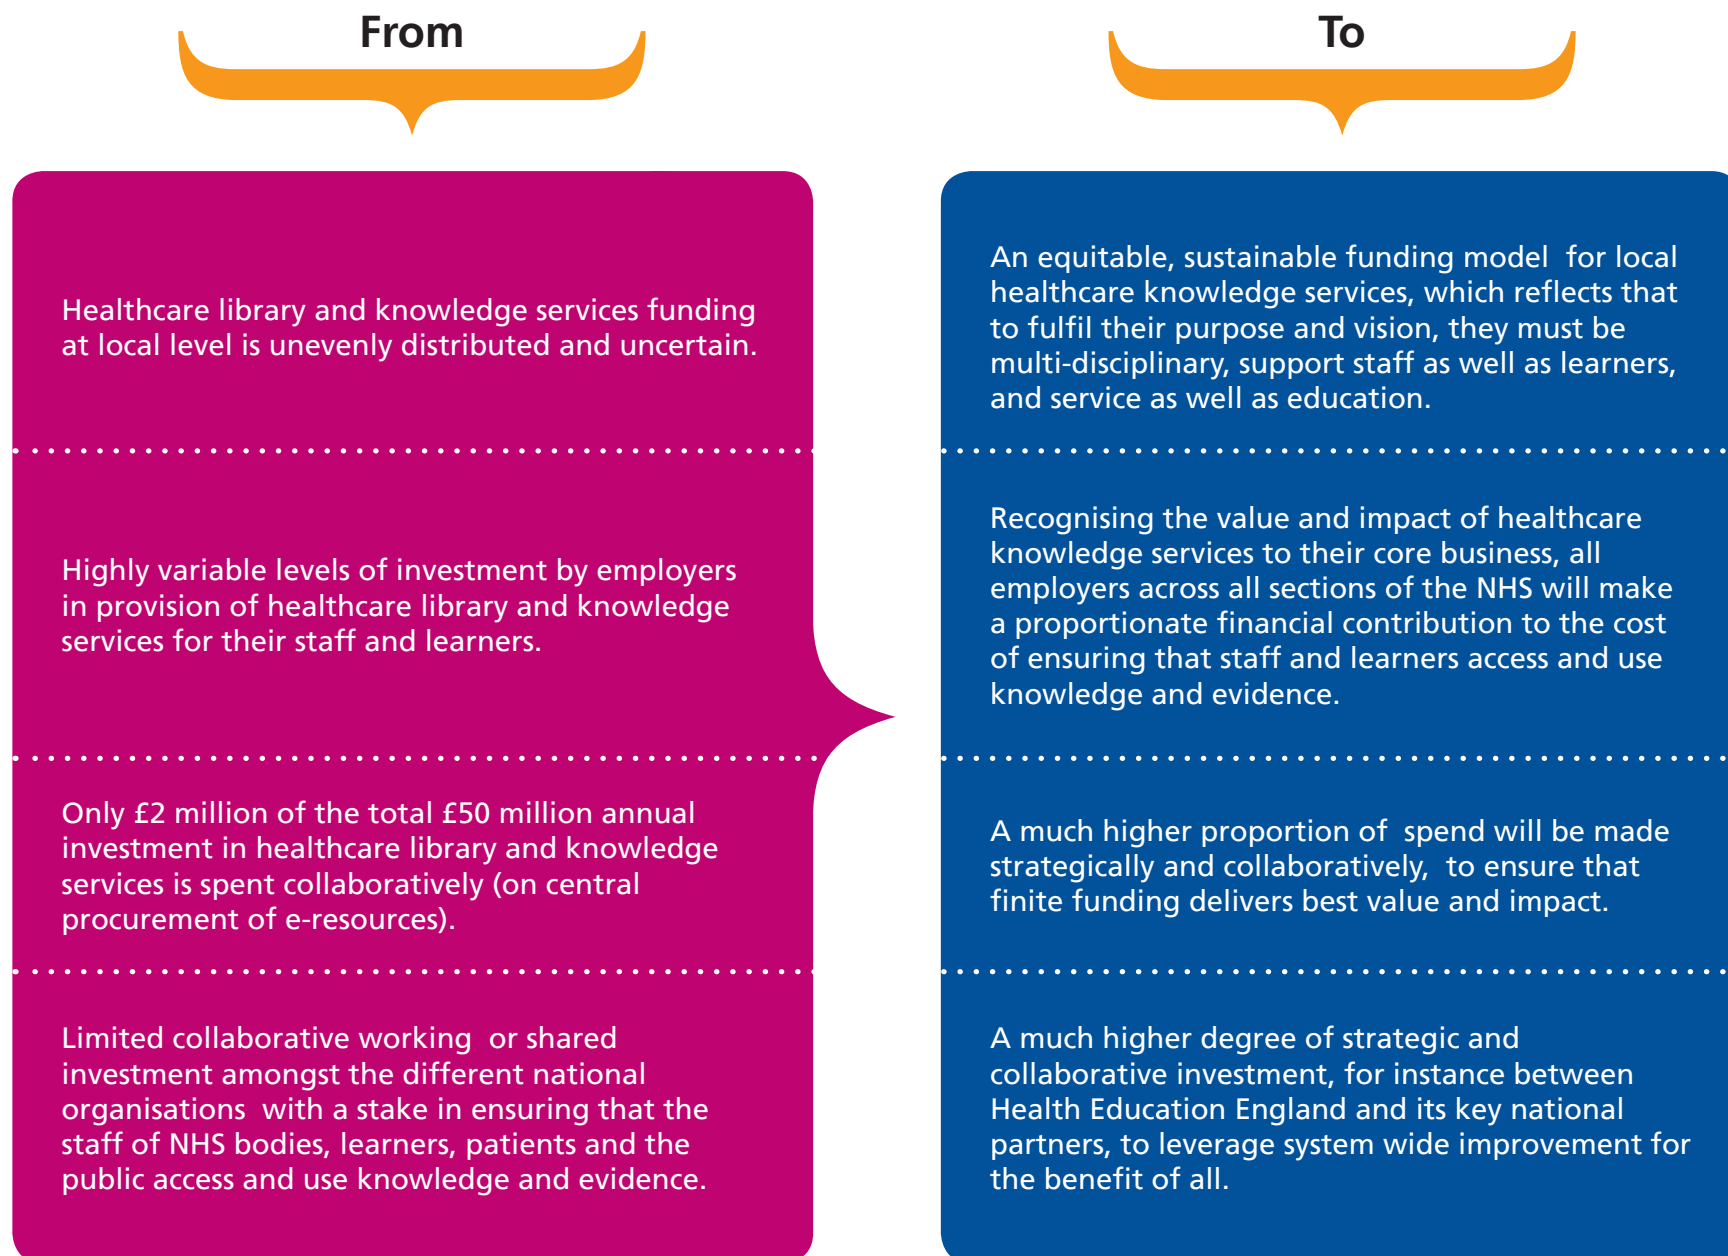 From
Healthcare library and knowledge services funding
at local level is unevenly distributed and uncertain.
Highly variable levels of investment by employers
in provision of healthcare library and knowledge
services for their staff and learners.
Only £2 million of the total £50 million annual
investment in healthcare library and knowledge
services is spent collaboratively (on central
procurement of e-resources).
Limited collaborative working or shared
investment amongst the different national
organisations with a stake in ensuring that the
staff of NHS bodies, learners, patients and the
public access and use knowledge and evidence.
To
An equitable, sustainable funding model for local
healthcare knowledge services, which reflects that
to fulfil their purpose and vision, they must be
multi-disciplinary, support staff as well as learners,
and service as well as education.
Recognising the value and impact of healthcare
knowledge services to their core business, all
employers across all sections of the NHS will make
a proportionate financial contribution to the cost
of ensuring that staff and learners access and use
knowledge and evidence.
A much higher proportion of spend will be made
strategically and collaboratively, to ensure that
finite funding delivers best value and impact.
A much higher degree of strategic and
collaborative investment, for instance between
Health Education England and its key national
partners, to leverage system wide improvement for
the benefit of all.